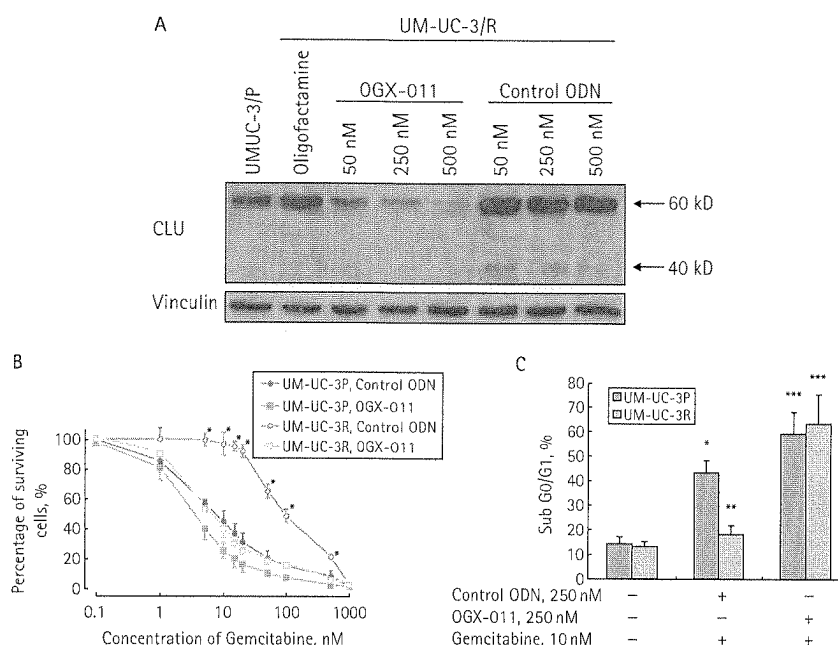 A
UM-UC-3/R
OGX-011
Control ODN
UMUC-3/P
Oligofactamine
50 nM
250 nM
500 nM
50 nM
250 nM
500 nM
CLU
60 kD
40 kD
Vinculin
B
UM-UC-3P, Control ODN
UM-UC-3P, OGX-011
UM-UC-3R, Control ODN
UM-UC-3R, OGX-011
Percentage of surviving
cells, %
100
80
60
40
20
0
* * * * * * *
0.1 1 10 100 1000
Concentration of Gemcitabine, nM
C
UM-UC-3P
UM-UC-3R
Sub G0/G1, %
80
70
60
50
40
30
20
10
0
* ** *** ***
Control ODN, 250 nM – + –
OGX-011, 250 nM – – +
Gemcitabine, 10 nM – + +